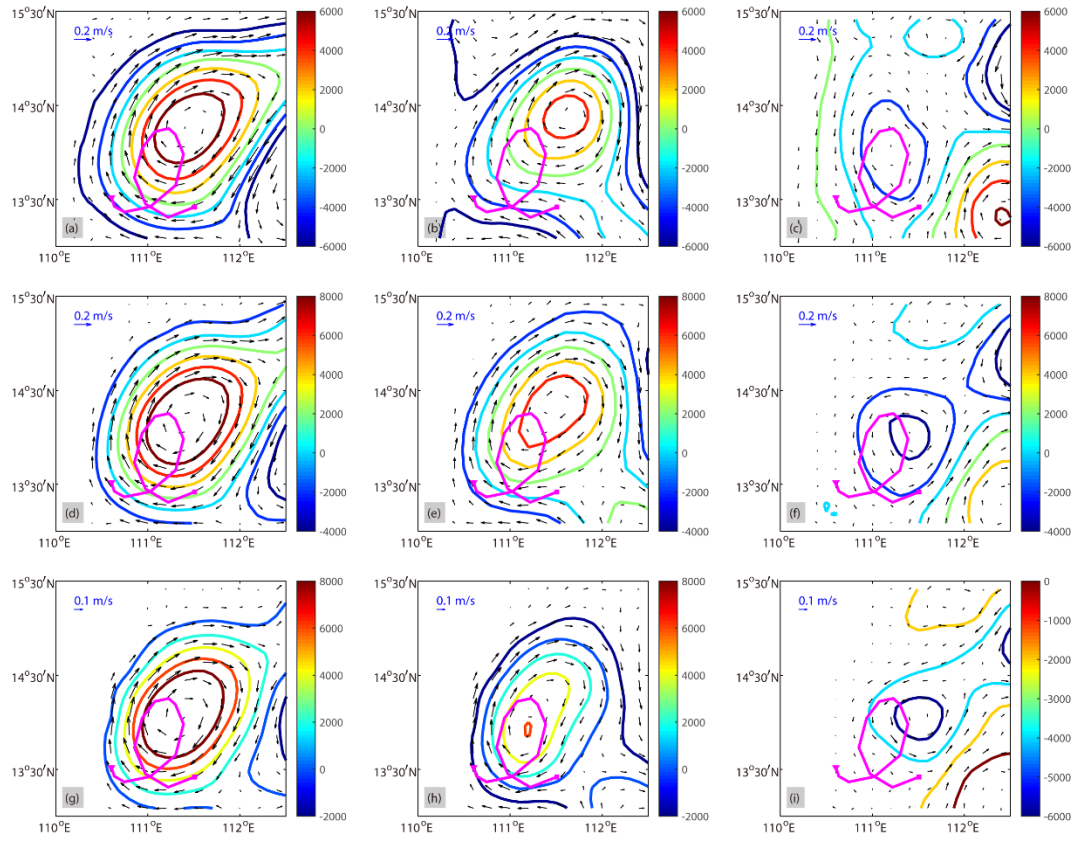 15°30′N 0.2 m/s 6000
4000
14°30′N 2000
0
-2000
13°30′N -4000
(a) -6000
110°E 111°E 112°E
15°30′N 0.2 m/s 6000
4000
14°30′N 2000
0
-2000
13°30′N -4000
(b) -6000
110°E 111°E 112°E
15°30′N 0.2 m/s 6000
4000
14°30′N 2000
0
-2000
13°30′N -4000
(c) -6000
110°E 111°E 112°E
15°30′N 0.2 m/s 8000
6000
14°30′N 4000
2000
0
13°30′N -2000
(d) -4000
110°E 111°E 112°E
15°30′N 0.2 m/s 8000
6000
14°30′N 4000
2000
0
13°30′N -2000
(e) -4000
110°E 111°E 112°E
15°30′N 0.2 m/s 8000
6000
14°30′N 4000
2000
0
13°30′N -2000
(f) -4000
110°E 111°E 112°E
15°30′N 0.1 m/s 8000
6000
14°30′N 4000
2000
13°30′N 0
(g) -2000
110°E 111°E 112°E
15°30′N 0.1 m/s 8000
6000
14°30′N 4000
2000
13°30′N 0
(h) -2000
110°E 111°E 112°E
15°30′N 0.1 m/s 0
-1000
14°30′N -2000
-3000
-4000
13°30′N -5000
(i) -6000
110°E 111°E 112°E